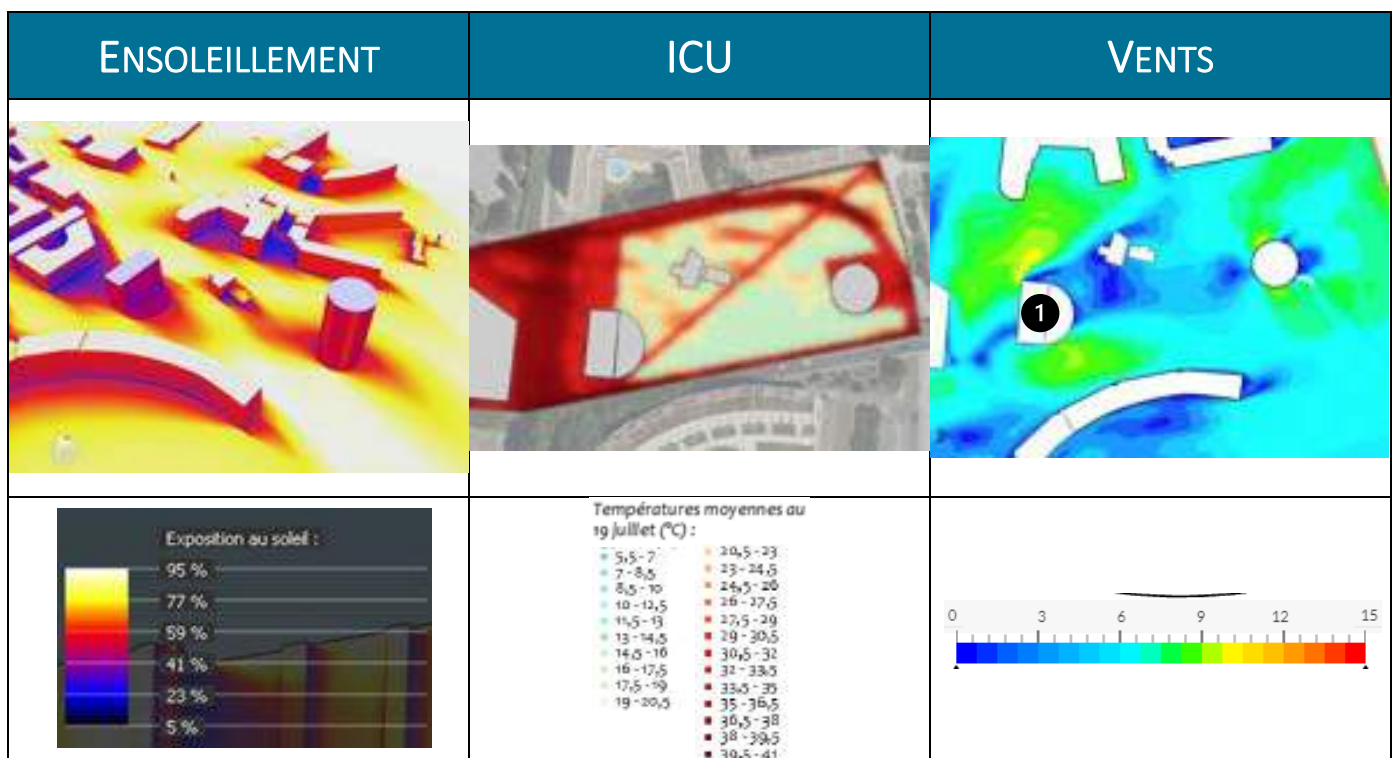 ENSOLEILLEMENT
ICU
VENTS
1
Exposition au soleil :
95 %
77 %
59 %
41 %
23 %
5 %
Températures moyennes au
19 juillet (°C) :
5,5 - 7
7 - 8,5
8,5 - 10
10 - 12,5
11,5 - 13
13 - 14,5
14,5 - 16
16 - 17,5
17,5 - 19
19 - 20,5
20,5 - 23
23 - 24,5
24,5 - 26
26 - 27,5
27,5 - 29
29 - 30,5
30,5 - 32
32 - 33,5
33,5 - 35
35 - 36,5
36,5 - 38
38 - 39,5
39,5 - 41
0 3 6 9 12 15